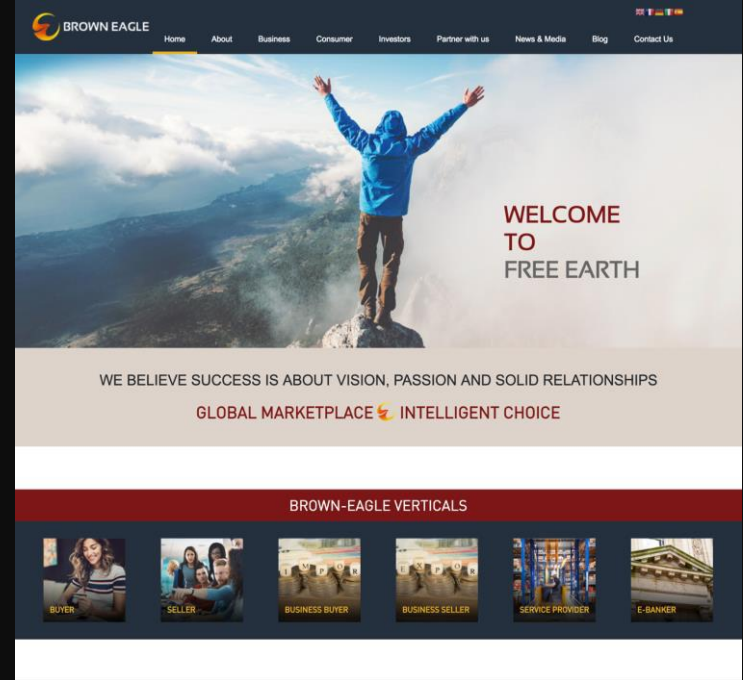 BROWN EAGLE
Home About Business Consumer Investors Partner with us News & Media Blog Contact Us
WELCOME
TO
FREE EARTH
WE BELIEVE SUCCESS IS ABOUT VISION, PASSION AND SOLID RELATIONSHIPS
GLOBAL MARKETPLACE INTELLIGENT CHOICE
BROWN-EAGLE VERTICALS
IMPOR EXPOR
BUYER SELLER BUSINESS BUYER BUSINESS SELLER SERVICE PROVIDER E-BANKER